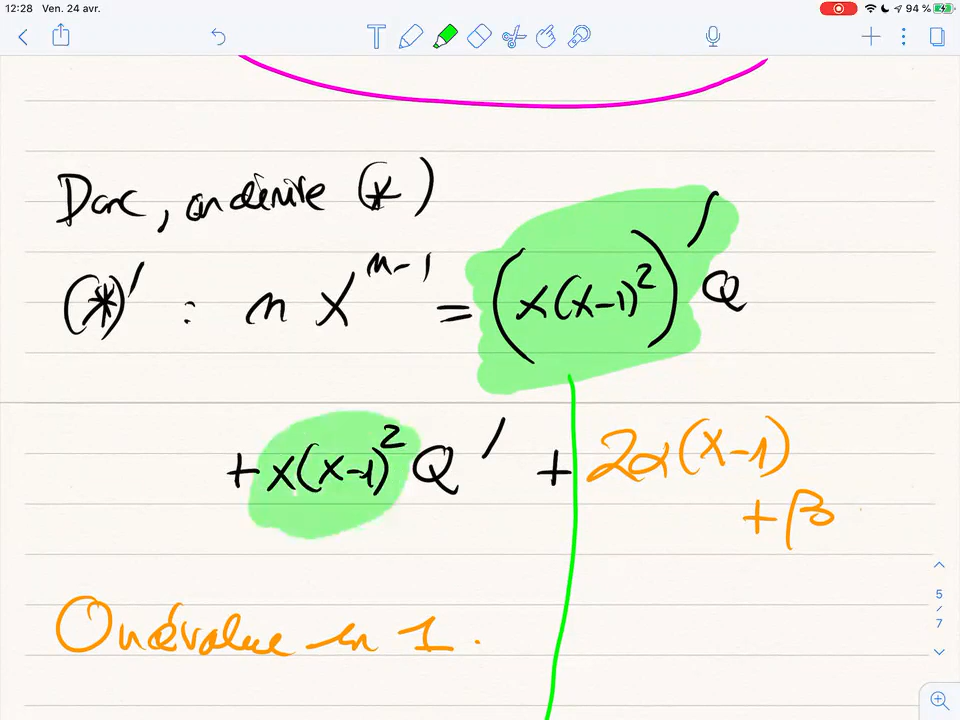 12:28 Ven. 24 avr. 94 %
Donc, on dérive (*)
(*)' : n X^{n-1} = (X(X-1)^2)' Q
+ X(X-1)^2 Q' + 2α(X-1)
+ β
On évalue en 1.
5
/
7